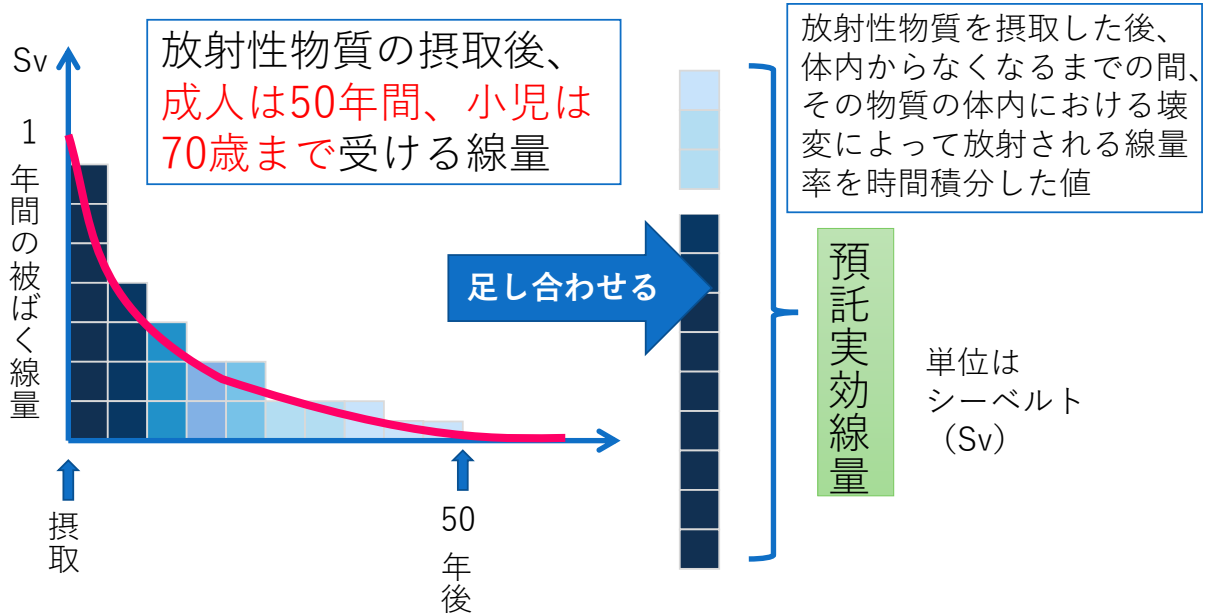 Sv
1年間の被ばく線量
放射性物質の摂取後、
成人は50年間、小児は
70歳まで受ける線量
摂取
50年後
足し合わせる
放射性物質を摂取した後、
体内からなくなるまでの間、
その物質の体内における壊
変によって放射される線量
率を時間積分した値
預託実効線量
単位は
シーベルト
（Sv）